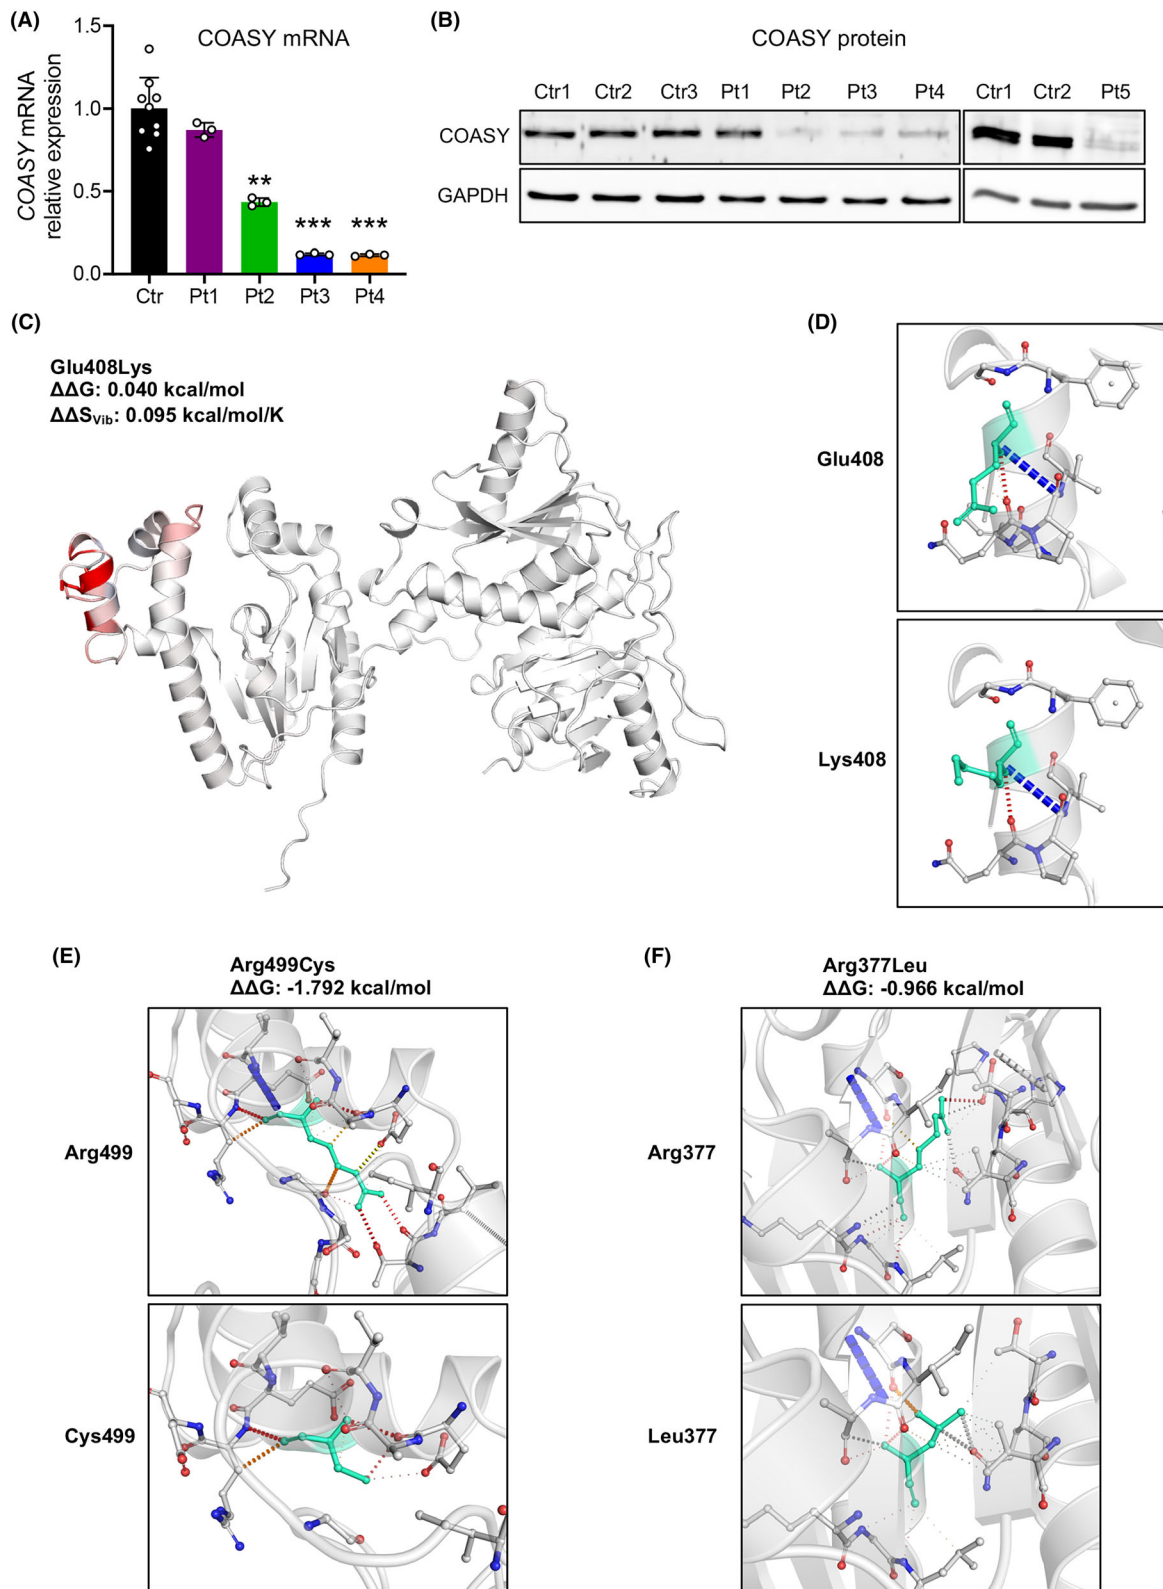 (A)
COASY mRNA
COASY mRNA
relative expression
1.5
1.0
0.5
0.0
**
***
***
Ctr Pt1 Pt2 Pt3 Pt4
(B)
COASY protein
Ctr1 Ctr2 Ctr3 Pt1 Pt2 Pt3 Pt4 Ctr1 Ctr2 Pt5
COASY
GAPDH
(C)
Glu408Lys
ΔΔG: 0.040 kcal/mol
ΔΔSVib: 0.095 kcal/mol/K
(D)
Glu408
Lys408
(E)
Arg499Cys
ΔΔG: -1.792 kcal/mol
Arg499
Cys499
(F)
Arg377Leu
ΔΔG: -0.966 kcal/mol
Arg377
Leu377